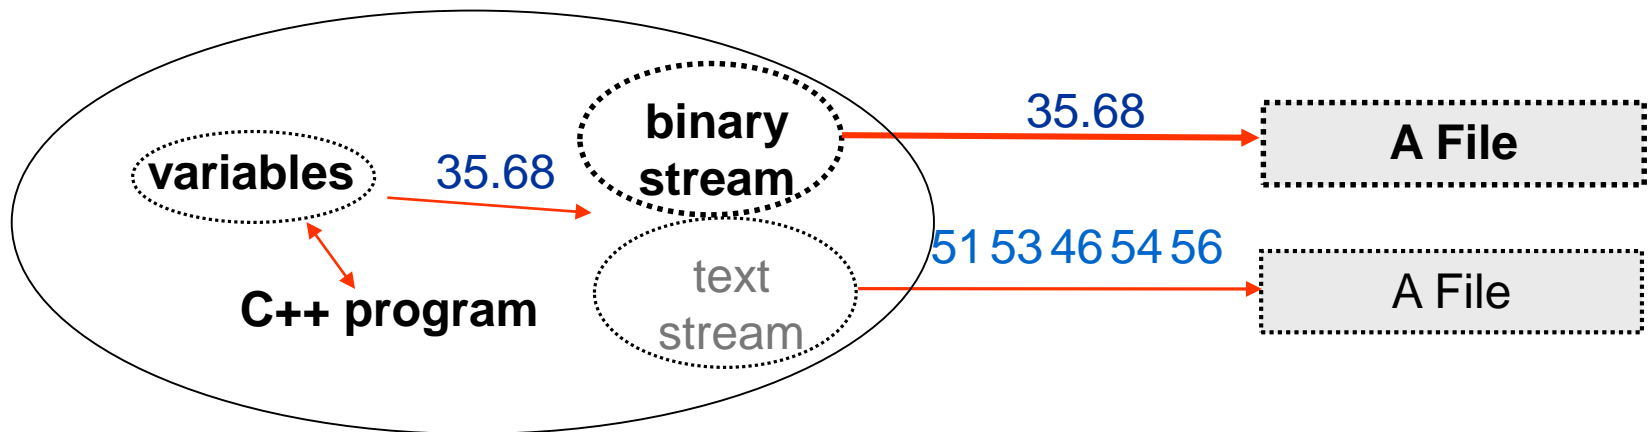 variables
35.68
C++ program
binary
stream
text
stream
35.68
A File
51 53 46 54 56
A File